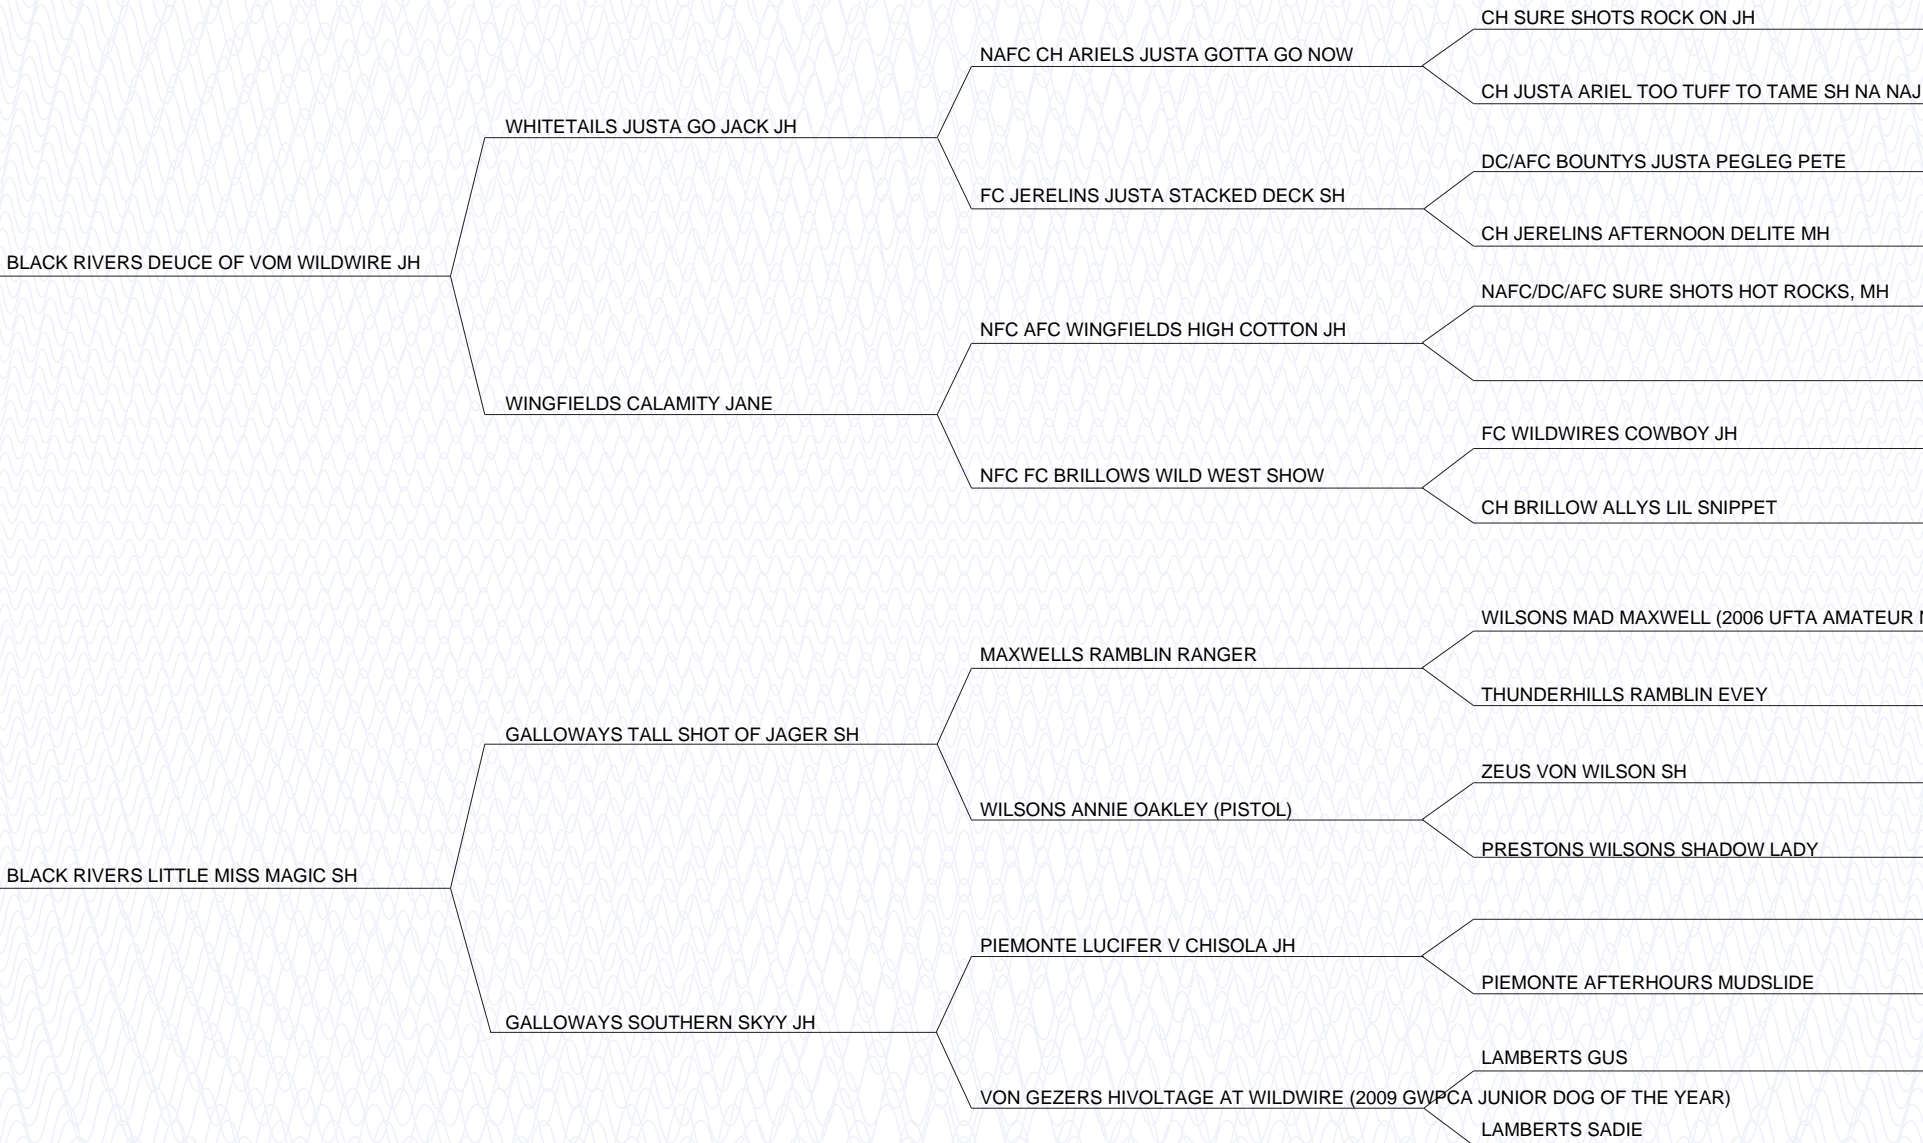 CH SURE SHOTS ROCK ON JH
NAFC CH ARIELS JUSTA GOTTA GO NOW
CH JUSTA ARIEL TOO TUFF TO TAME SH NA NAJ
WHITETAILS JUSTA GO JACK JH
DC/AFC BOUNTYS JUSTA PEGLEG PETE
FC JERELINS JUSTA STACKED DECK SH
CH JERELINS AFTERNOON DELITE MH
BLACK RIVERS DEUCE OF VOM WILDWIRE JH
NAFC/DC/AFC SURE SHOTS HOT ROCKS, MH
NFC AFC WINGFIELDS HIGH COTTON JH
WINGFIELDS CALAMITY JANE
FC WILDWIRES COWBOY JH
NFC FC BRILLOWS WILD WEST SHOW
CH BRILLOW ALLYS LIL SNIPPET
WILSONS MAD MAXWELL (2006 UFTA AMATEUR
MAXWELLS RAMBLIN RANGER
THUNDERHILLS RAMBLIN EVEY
GALLOWAYS TALL SHOT OF JAGER SH
ZEUS VON WILSON SH
WILSONS ANNIE OAKLEY (PISTOL)
PRESTONS WILSONS SHADOW LADY
BLACK RIVERS LITTLE MISS MAGIC SH
PIEMONTE LUCIFER V CHISOLA JH
PIEMONTE AFTERHOURS MUDSLIDE
GALLOWAYS SOUTHERN SKYY JH
LAMBERTS GUS
VON GEZERS HIVOLTAGE AT WILDWIRE (2009 GWPCA JUNIOR DOG OF THE YEAR)
LAMBERTS SADIE